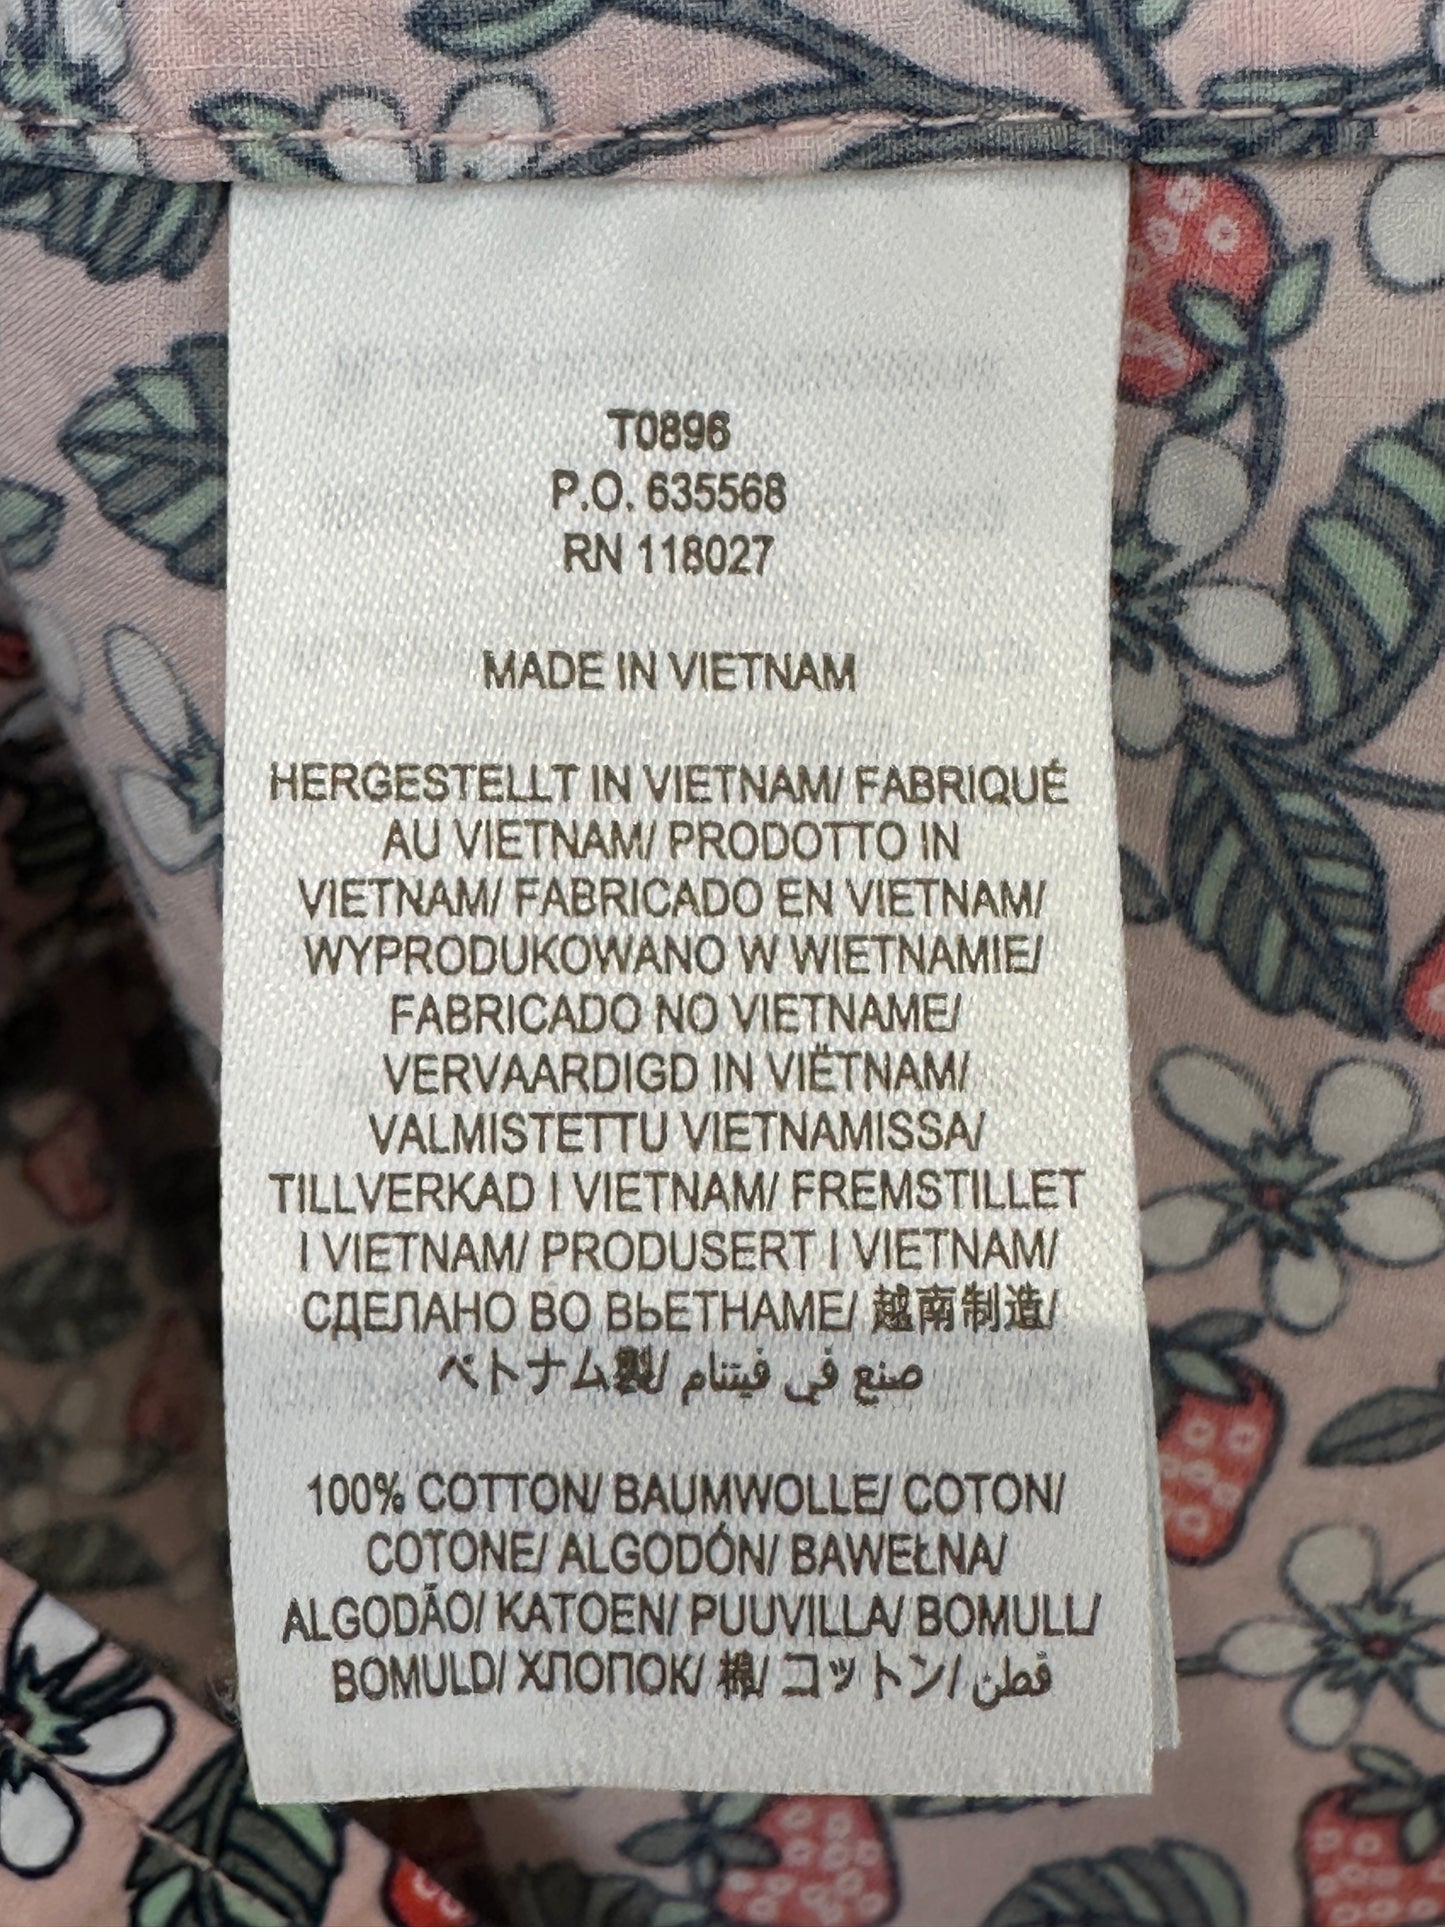 T0896
P.O. 635568
RN 118027
MADE IN VIETNAM
HERGESTELLT IN VIETNAM/ FABRIQUÉ
AU VIETNAM/ PRODOTTO IN
VIETNAM/ FABRICADO EN VIETNAM/
WYPRODUKOWANO W WIETNAMIE/
FABRICADO NO VIETNAME/
VERVAARDIGD IN VIËTNAM/
VALMISTETTU VIETNAMISSA/
TILLVERKAD I VIETNAM/ FREMSTILLET
I VIETNAM/ PRODUSERT I VIETNAM/
СДЕЛАНО ВО ВЬЕТНАМЕ/ 越南制造/
ベトナム製/ صنع في فيتنام
100% COTTON/ BAUMWOLLE/ COTON/
COTONE/ ALGODÓN/ BAWEŁNA/
ALGODÃO/ KATOEN/ PUUVILLA/ BOMULL/
BOMULD/ ХЛОПОК/ 棉/ コットン/ قطن